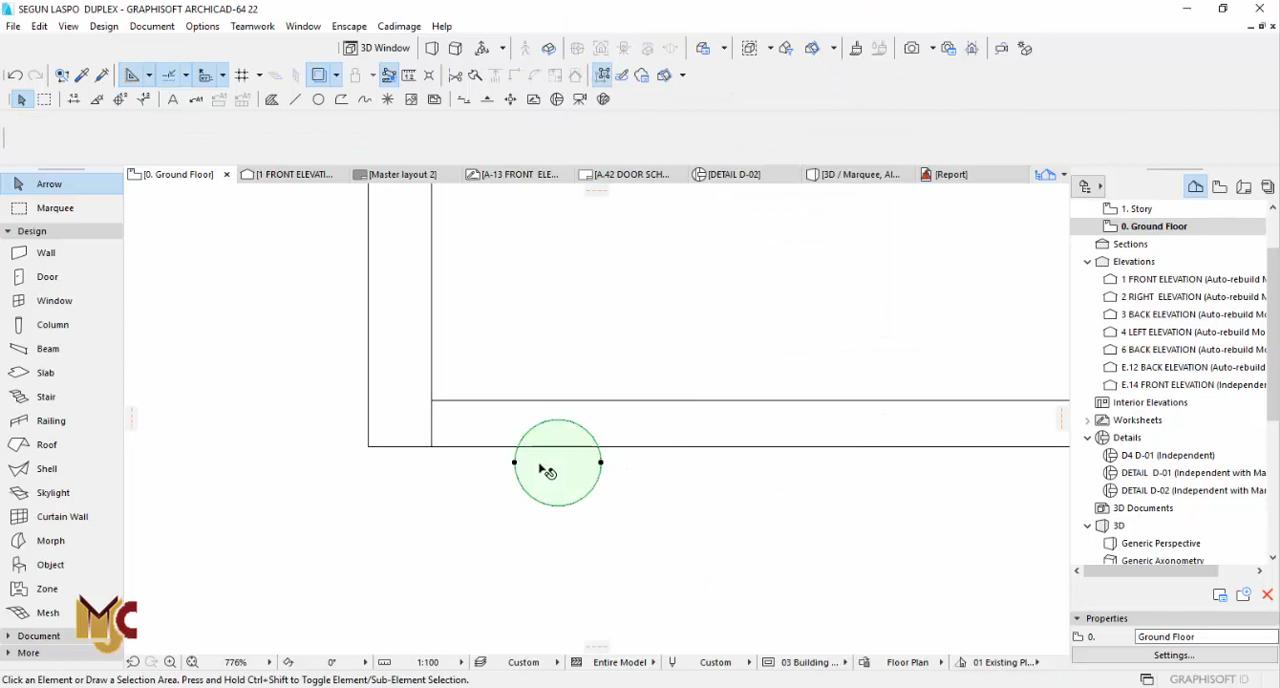 SEGUN LASPO DUPLEX - GRAPHISOFT ARCHICAD-64 22
File Edit View Design Document Options Teamwork Window Enscape Cadimage Help
3D Window
[0. Ground Floor] [1 FRONT ELEVATI... [Master layout 2] [A-13 FRONT ELE... [A.42 DOOR SCH... [DETAIL D-02] [3D / Marquee, Al... [Report]
Arrow
Marquee
Design
Wall
Door
Window
Column
Beam
Slab
Stair
Railing
Roof
Shell
Skylight
Curtain Wall
Morph
Object
Zone
Mesh
Document
More
MJC
1. Story
0. Ground Floor
Sections
Elevations
1 FRONT ELEVATION (Auto-rebuild M
2 RIGHT ELEVATION (Auto-rebuild M
3 BACK ELEVATION (Auto-rebuild Mo
4 LEFT ELEVATION (Auto-rebuild Mo
6 BACK ELEVATION (Auto-rebuild Mo
E.12 BACK ELEVATION (Auto-rebuild
E.14 FRONT ELEVATION (Independer
Interior Elevations
Worksheets
Details
D4 D-01 (Independent)
DETAIL D-01 (Independent with Mar
DETAIL D-02 (Independent with Mar
3D Documents
3D
Generic Perspective
Generic Axonometry
Properties
0. Ground Floor
Settings...
776% 0° 1:100 Custom Entire Model Custom 03 Building ... Floor Plan 01 Existing Pl...
Click an Element or Draw a Selection Area. Press and Hold Ctrl+Shift to Toggle Element/Sub-Element Selection.
GRAPHISOFT ID